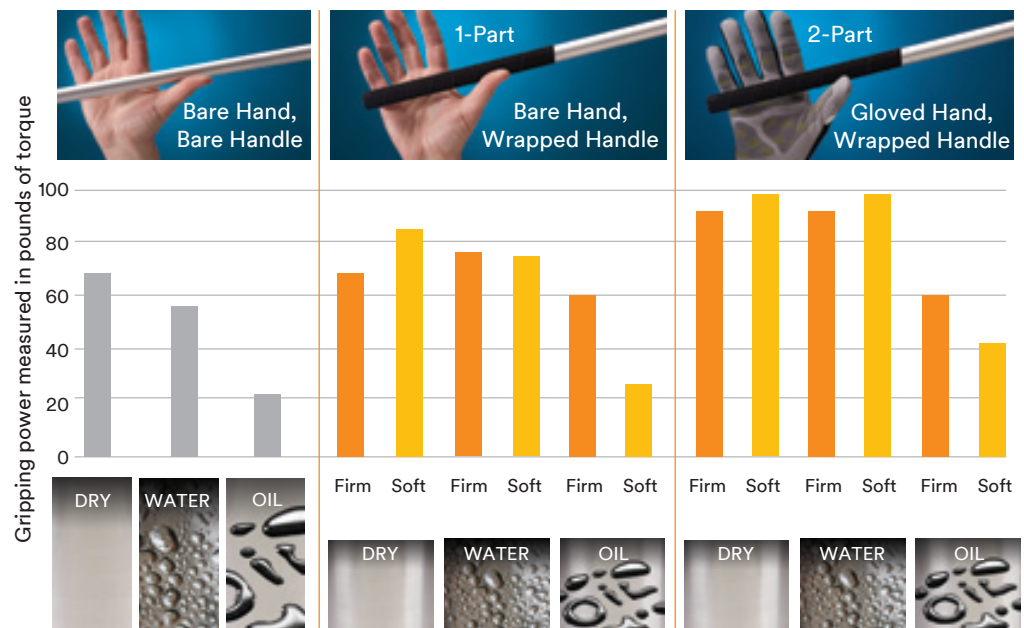 Bare Hand,
Bare Handle
1-Part
Bare Hand,
Wrapped Handle
2-Part
Gloved Hand,
Wrapped Handle
Gripping power measured in pounds of torque
100
80
60
40
20
0
DRY
WATER
OIL
Firm Soft Firm Soft Firm Soft
DRY
WATER
OIL
Firm Soft Firm Soft Firm Soft
DRY
WATER
OIL